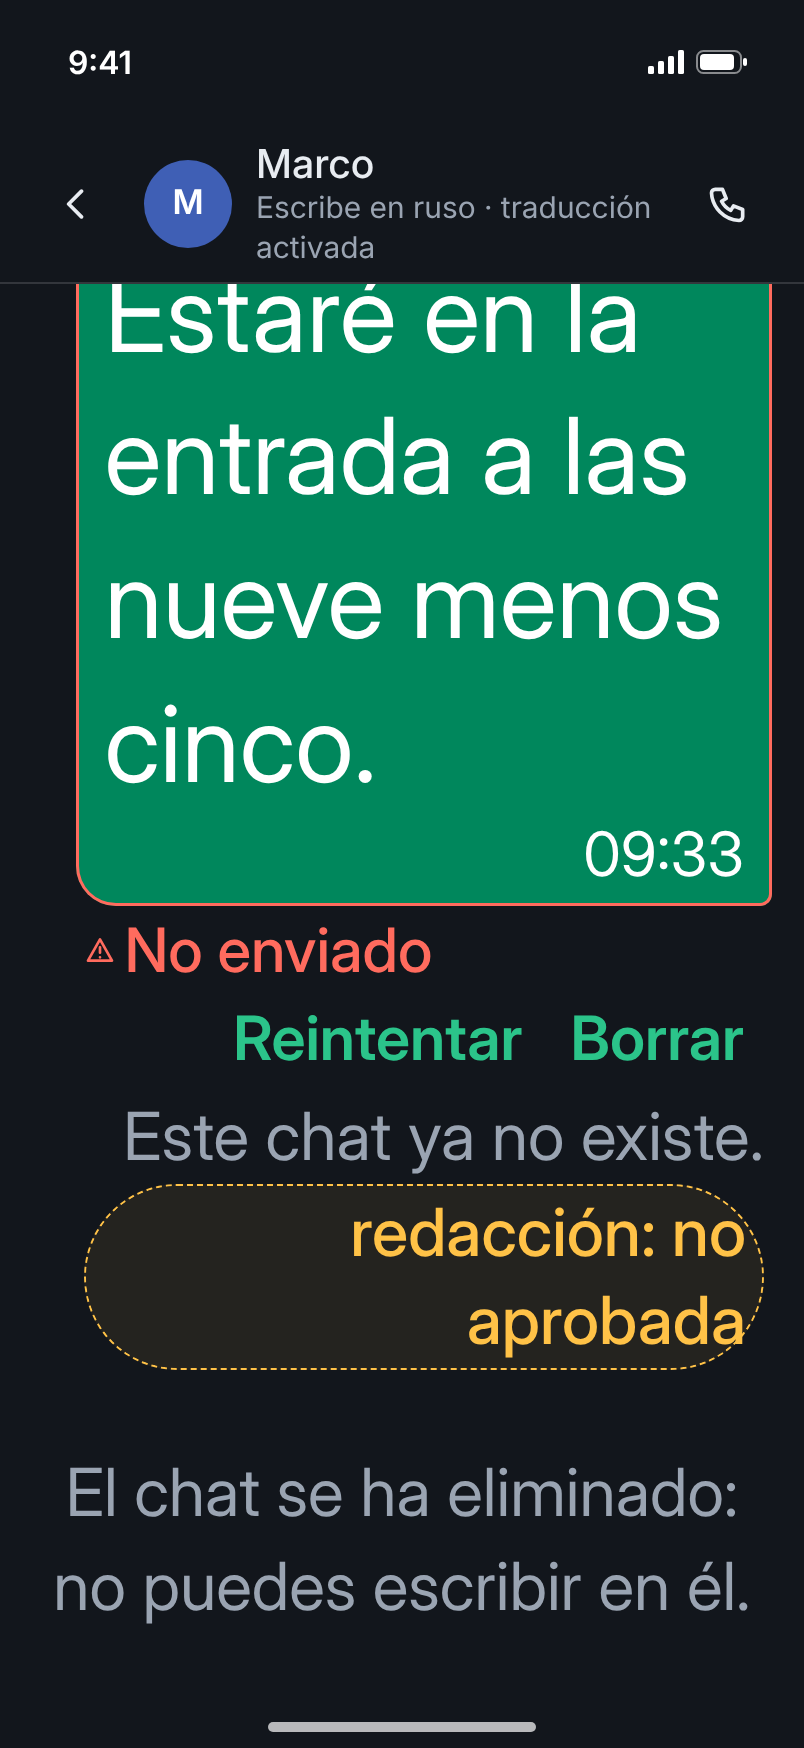 9:41
M
Marco
Escribe en ruso · traducción
activada
Estaré en la
entrada a las
nueve menos
cinco.
09:33
No enviado
Reintentar Borrar
Este chat ya no existe.
redacción: no
aprobada
El chat se ha eliminado:
no puedes escribir en él.